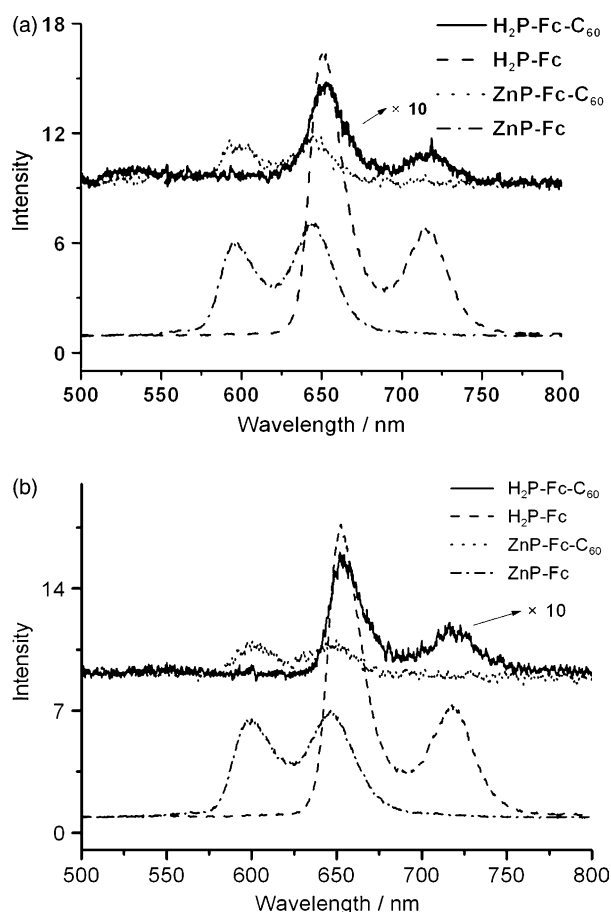 (a)
18
12
6
0
Intensity
H₂P-Fc-C₆₀
H₂P-Fc
ZnP-Fc-C₆₀
ZnP-Fc
× 10
500 550 600 650 700 750 800
Wavelength / nm
(b)
14
7
0
Intensity
H₂P-Fc-C₆₀
H₂P-Fc
ZnP-Fc-C₆₀
ZnP-Fc
× 10
500 550 600 650 700 750 800
Wavelength / nm